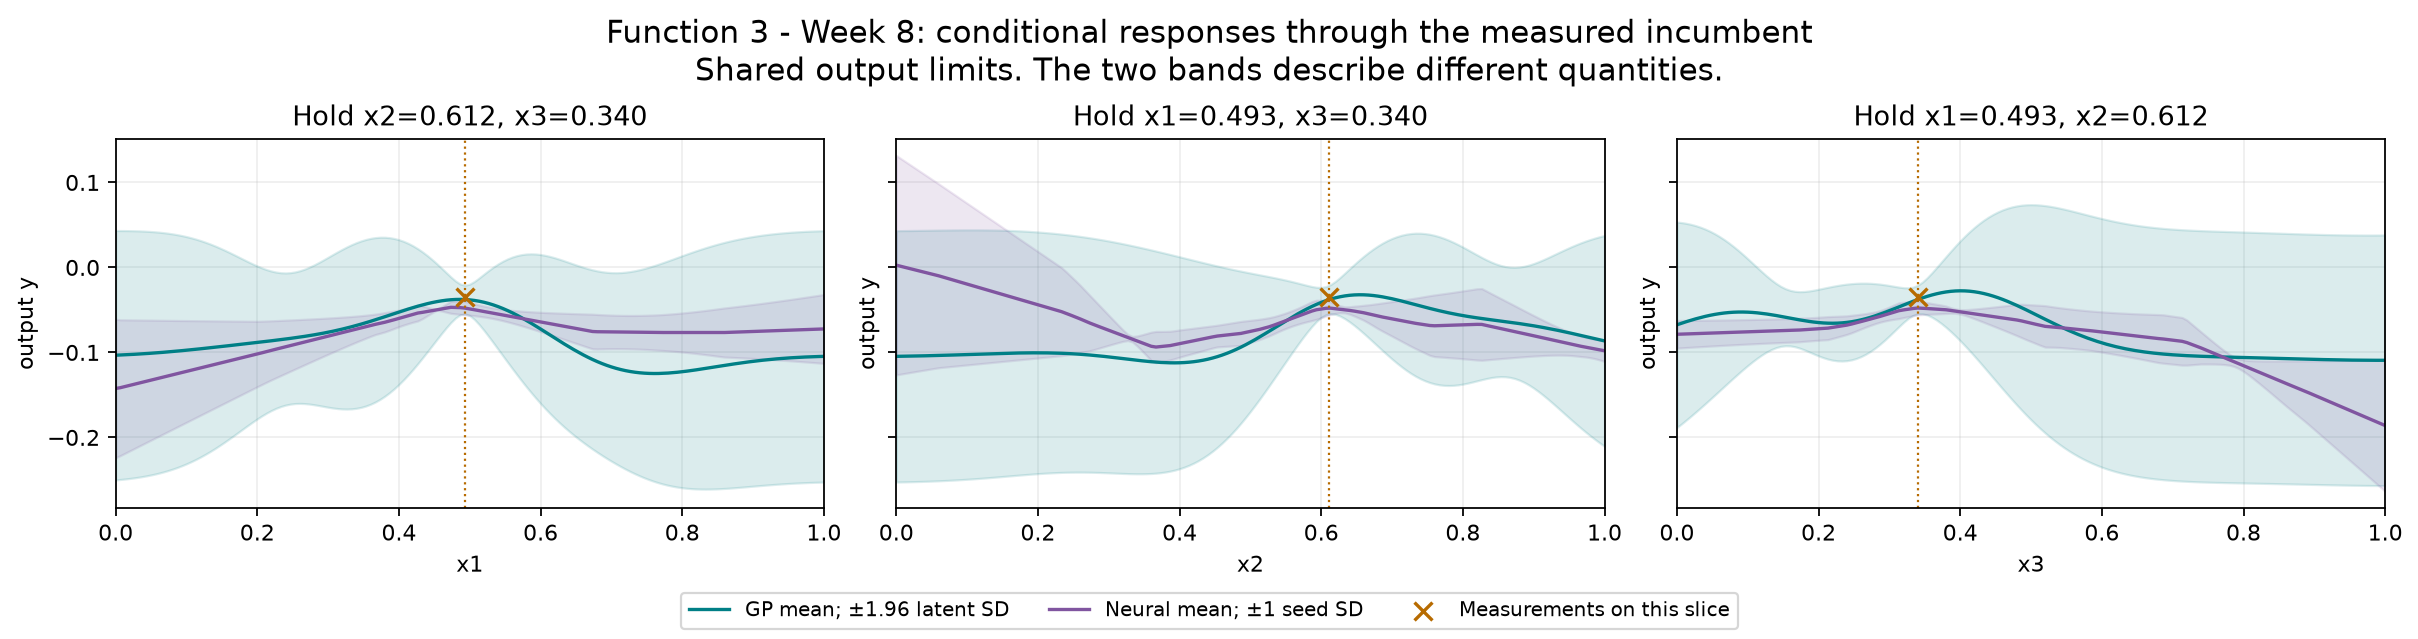 Function 3 - Week 8: conditional responses through the measured incumbent
Shared output limits. The two bands describe different quantities.
Hold x2=0.612, x3=0.340
Hold x1=0.493, x3=0.340
Hold x1=0.493, x2=0.612
output y
0.1
0.0
−0.1
−0.2
0.0 0.2 0.4 0.6 0.8 1.0
x1
output y
0.0 0.2 0.4 0.6 0.8 1.0
x2
output y
0.0 0.2 0.4 0.6 0.8 1.0
x3
GP mean; ±1.96 latent SD
Neural mean; ±1 seed SD
Measurements on this slice